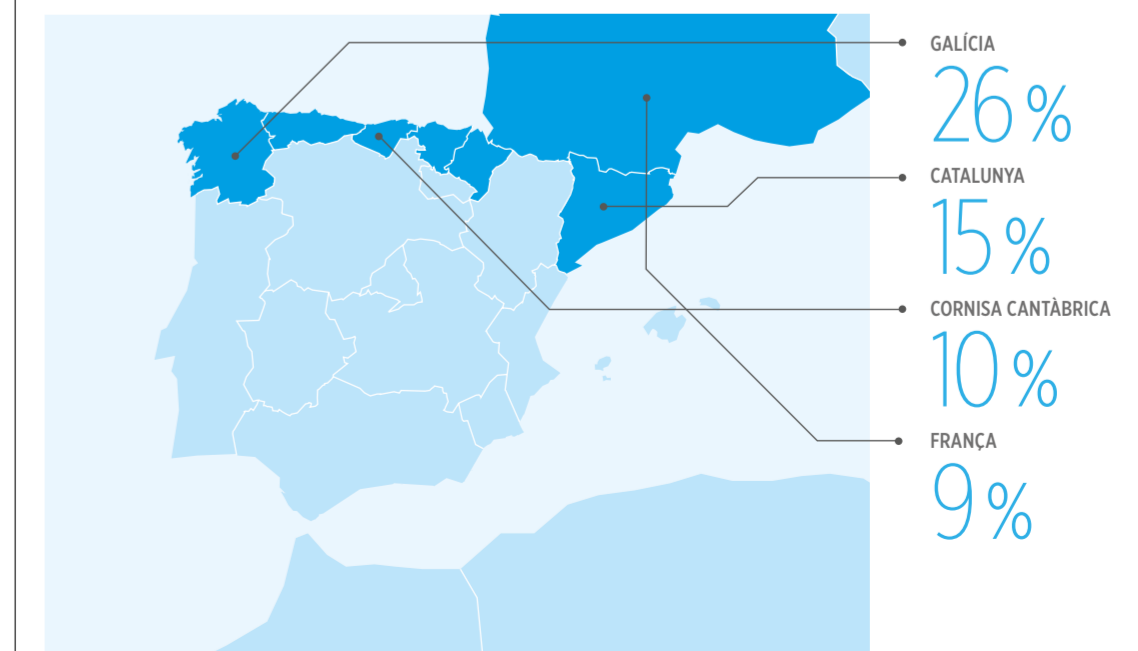 GALÍCIA
26 %
CATALUNYA
15 %
CORNISA CANTÀBRICA
10 %
FRANÇA
9 %